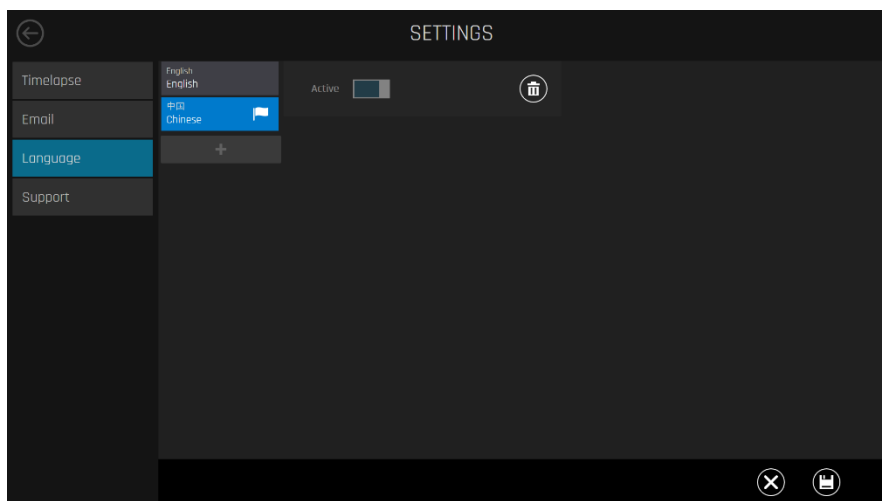 SETTINGS
Timelapse
Email
Language
Support
English
English
中国
Chinese
+
Active